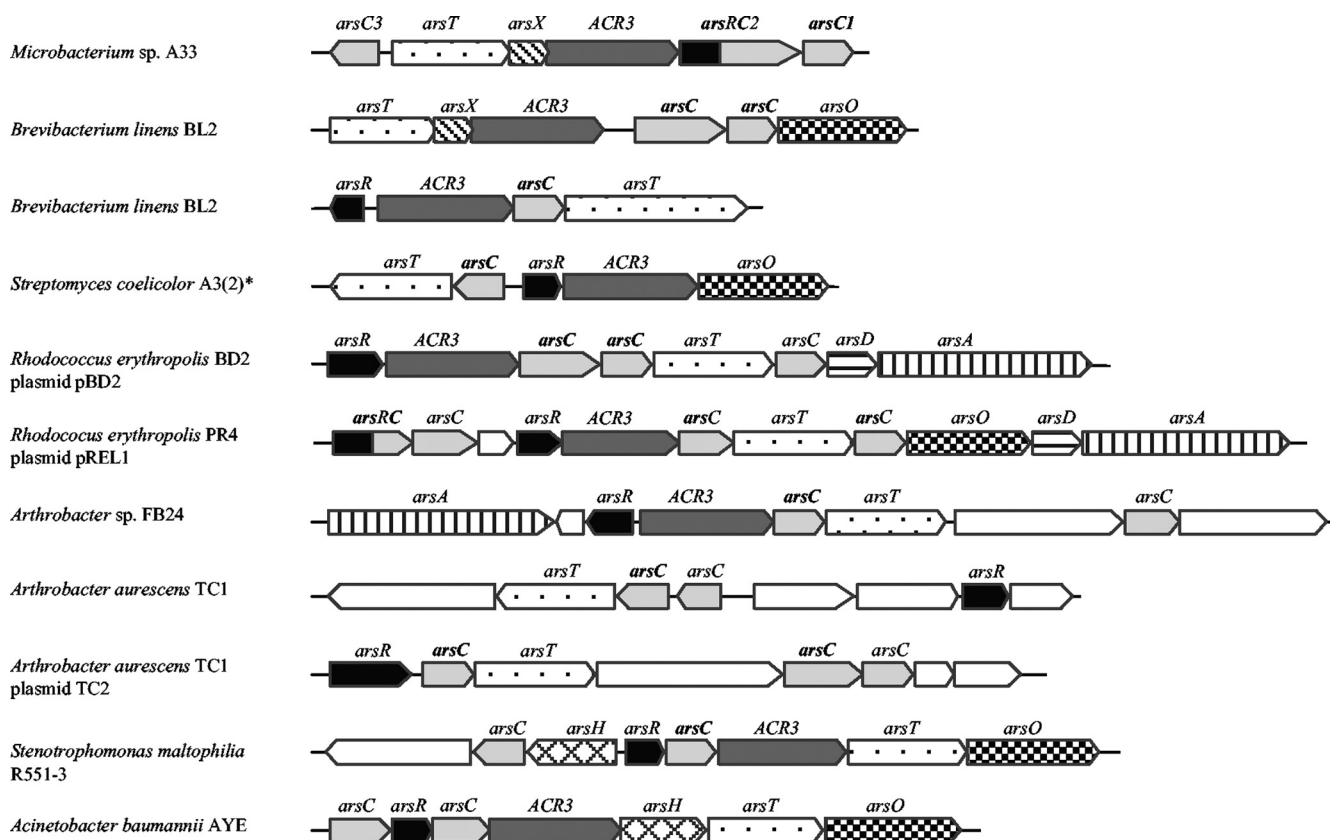 arsC3 arsT arsX ACR3 arsRC2 arsC1
Microbacterium sp. A33
arsT arsX ACR3 arsC arsC arsO
Brevibacterium linens BL2
arsR ACR3 arsC arsT
Brevibacterium linens BL2
arsT arsC arsR ACR3 arsO
Streptomyces coelicolor A3(2)*
arsR ACR3 arsC arsC arsT arsC arsD arsA
Rhodococcus erythropolis BD2
plasmid pBD2
arsRC arsC arsR ACR3 arsC arsT arsC arsO arsD arsA
Rhodococus erythropolis PR4
plasmid pREL1
arsA arsR ACR3 arsC arsT arsC
Arthrobacter sp. FB24
arsT arsC arsC arsR
Arthrobacter aurescens TC1
arsR arsC arsT arsC arsC
Arthrobacter aurescens TC1
plasmid TC2
arsC arsH arsR arsC ACR3 arsT arsO
Stenotrophomonas maltophilia
R551-3
arsC arsR arsC ACR3 arsH arsT arsO
Acinetobacter baumannii AYE